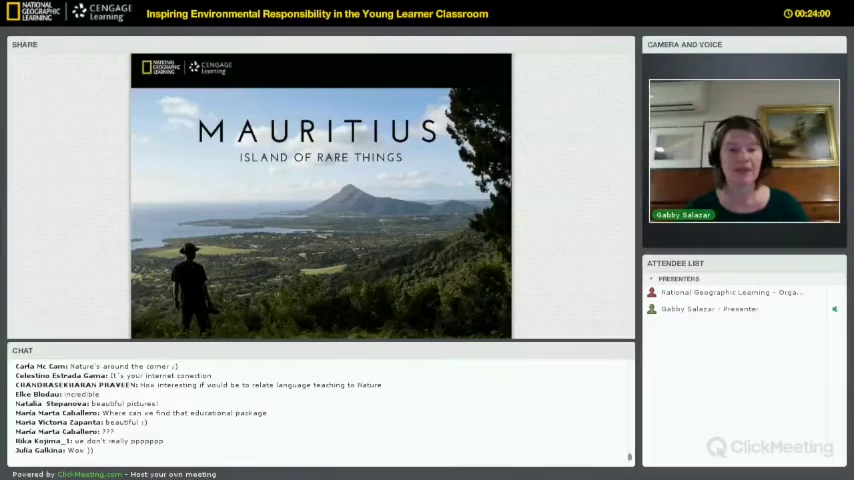 NATIONAL GEOGRAPHIC LEARNING
CENGAGE Learning
Inspiring Environmental Responsibility in the Young Learner Classroom
00:24:00
SHARE
NATIONAL GEOGRAPHIC LEARNING
CENGAGE Learning
MAURITIUS
ISLAND OF RARE THINGS
CAMERA AND VOICE
Gabby Salazar
ATTENDEE LIST
PRESENTERS
National Geographic Learning - Orga...
Gabby Salazar - Presenter
CHAT
Carla Mc Cam: Nature's around the corner ;)
Celestino Estrada Gama: It's your internet conection
CHANDRASEKHARAN PRAVEEN: How interesting if would be to relate language teaching to Nature
Elke Blodau: incredible
Natalia Stepanova: beautiful pictures!
María Marta Caballero: Where can we find that educational package
Maria Victoria Zapanta: beautiful :)
María Marta Caballero: ???
Rika Kojima_1: we don't really ppppppp
Julia Galkina: Wow ))
ClickMeeting
Powered by ClickMeeting.com - Host your own meeting